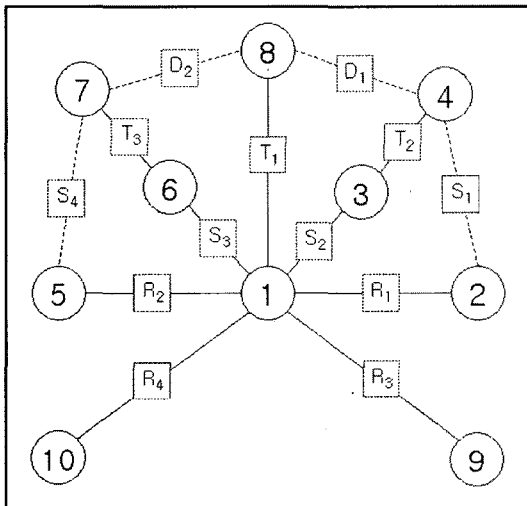 8
D₂
D₁
7
4
T₃
T₁
T₂
6
3
S₄
S₁
S₃
S₂
5
R₂
1
R₁
2
R₄
R₃
10
9